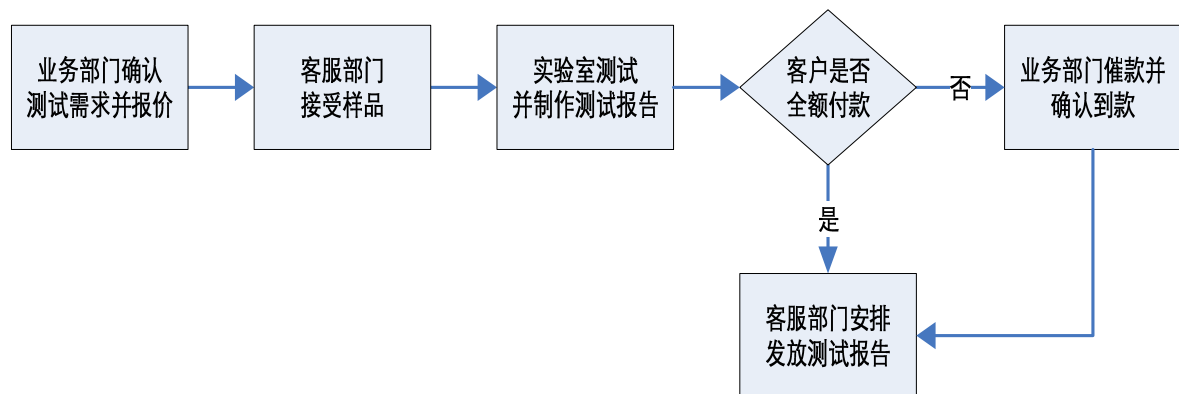 业务部门确认
测试需求并报价
客服部门
接受样品
实验室测试
并制作测试报告
客户是否
全额付款
否
业务部门催款并
确认到款
是
客服部门安排
发放测试报告